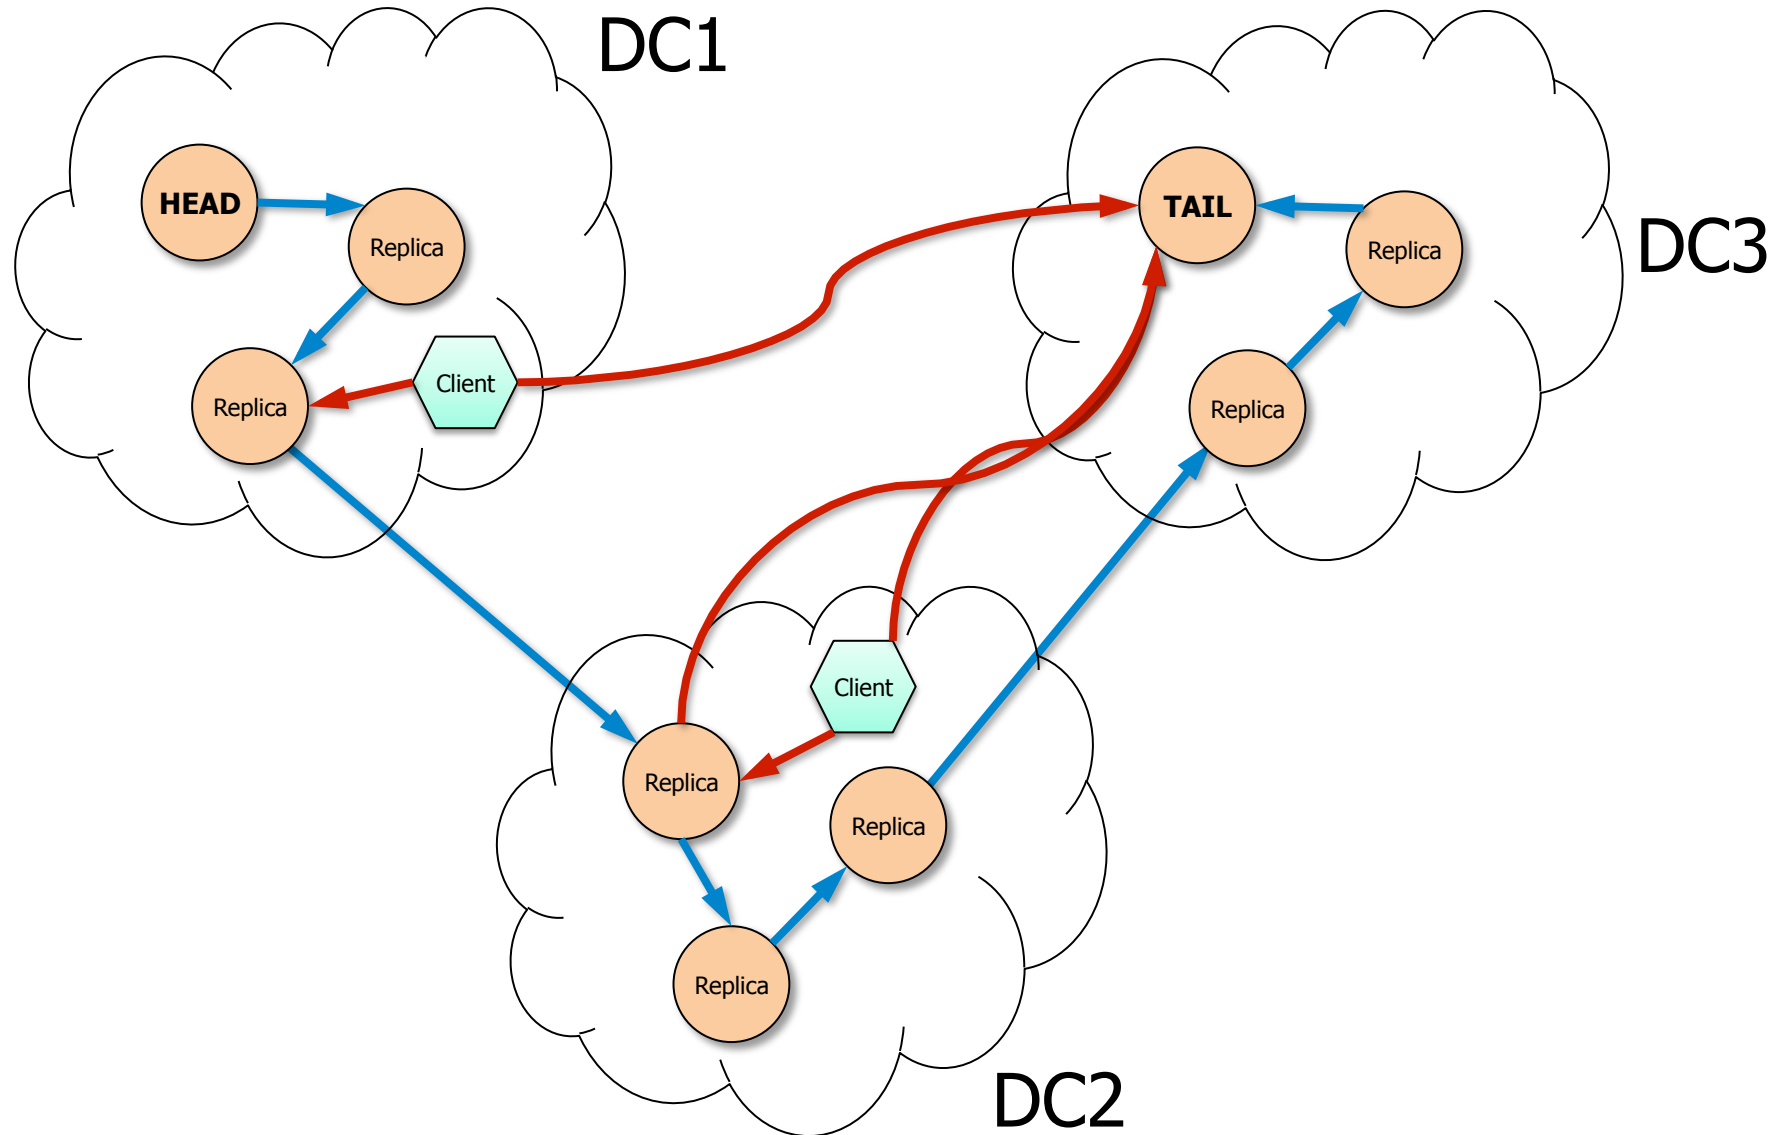 DC1
HEAD
Replica
Client
Replica
TAIL
Replica
DC3
Replica
Client
Replica
Replica
Replica
DC2